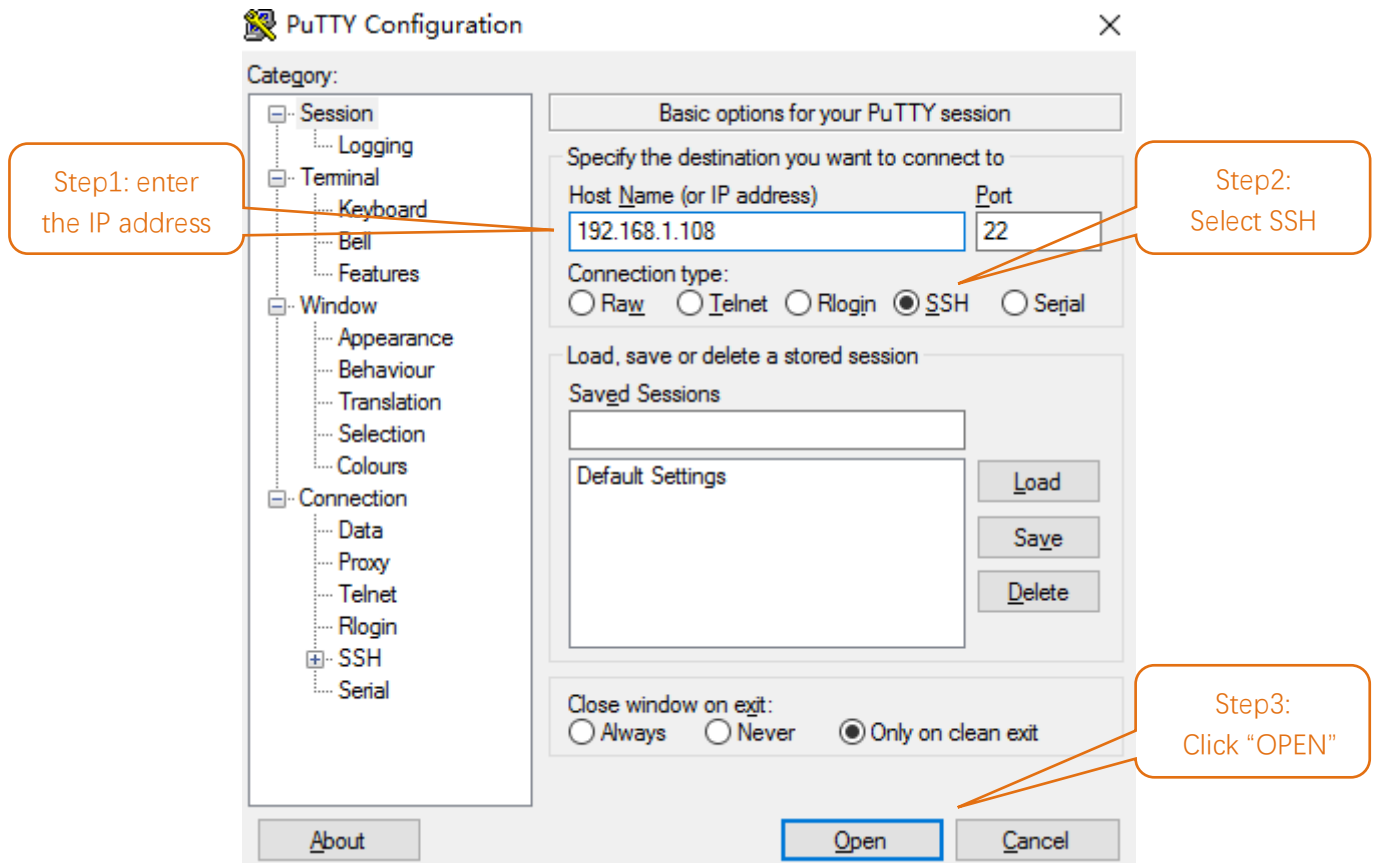 PuTTY Configuration
Category:
Session
Logging
Terminal
Keyboard
Bell
Features
Window
Appearance
Behaviour
Translation
Selection
Colours
Connection
Data
Proxy
Telnet
Rlogin
SSH
Serial
Basic options for your PuTTY session
Specify the destination you want to connect to
Host Name (or IP address) Port
192.168.1.108 22
Connection type:
Raw Telnet Rlogin SSH Serial
Load, save or delete a stored session
Saved Sessions
Default Settings
Load
Save
Delete
Close window on exit:
Always Never Only on clean exit
About Open Cancel
Step1: enter
the IP address
Step2:
Select SSH
Step3:
Click “OPEN”